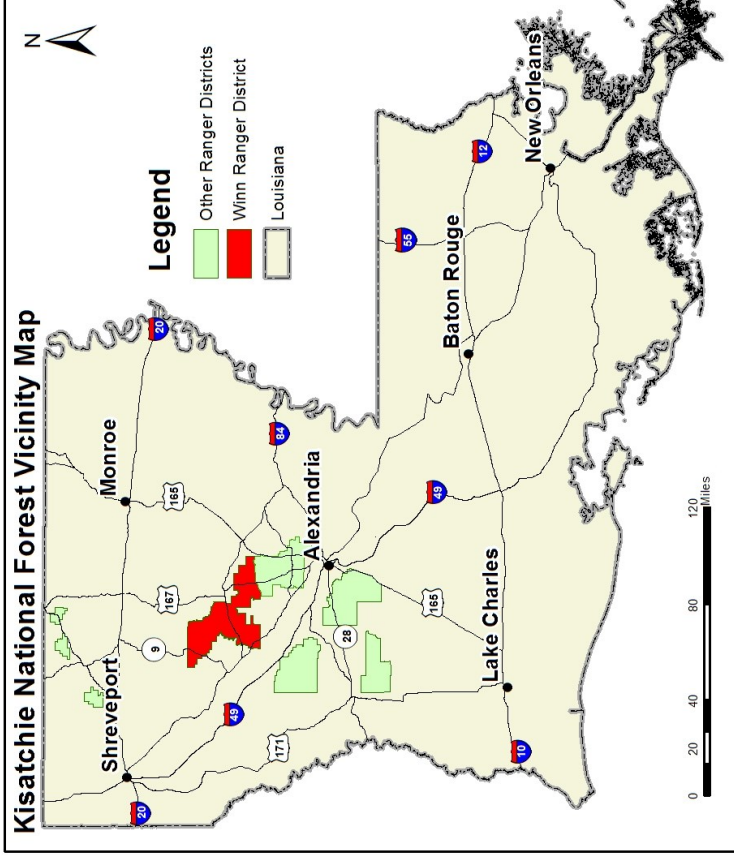 Kisatchie National Forest Vicinity Map
N
Legend
Other Ranger Districts
Winn Ranger District
Louisiana
Shreveport
Monroe
Alexandria
Lake Charles
Baton Rouge
New Orleans
20
20
9
167
165
84
49
171
28
165
49
10
55
12
0
20
40
80
120
Miles